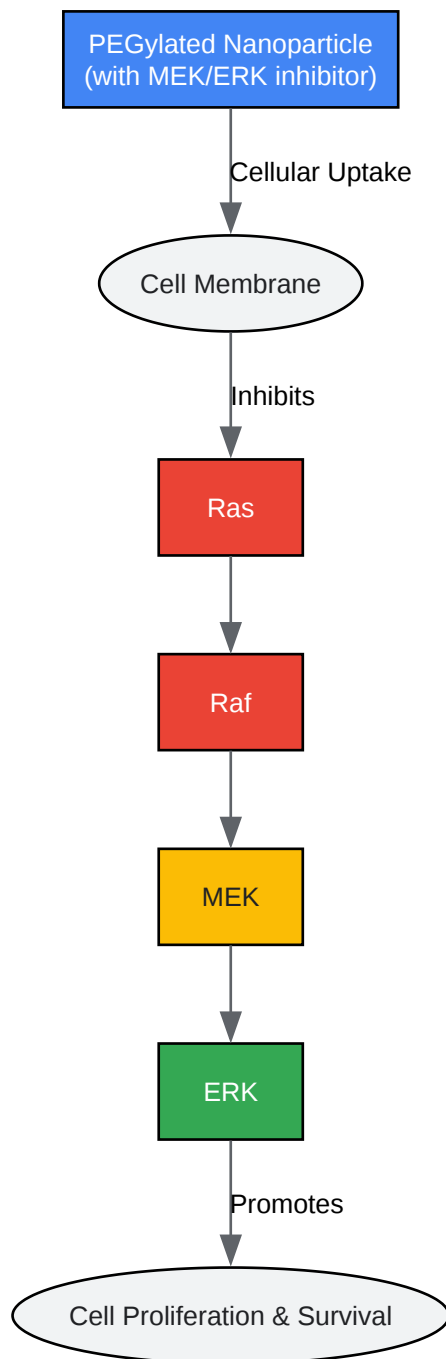 PEGylated Nanoparticle
(with MEK/ERK inhibitor)
Cellular Uptake
Cell Membrane
Inhibits
Ras
Raf
MEK
ERK
Promotes
Cell Proliferation & Survival